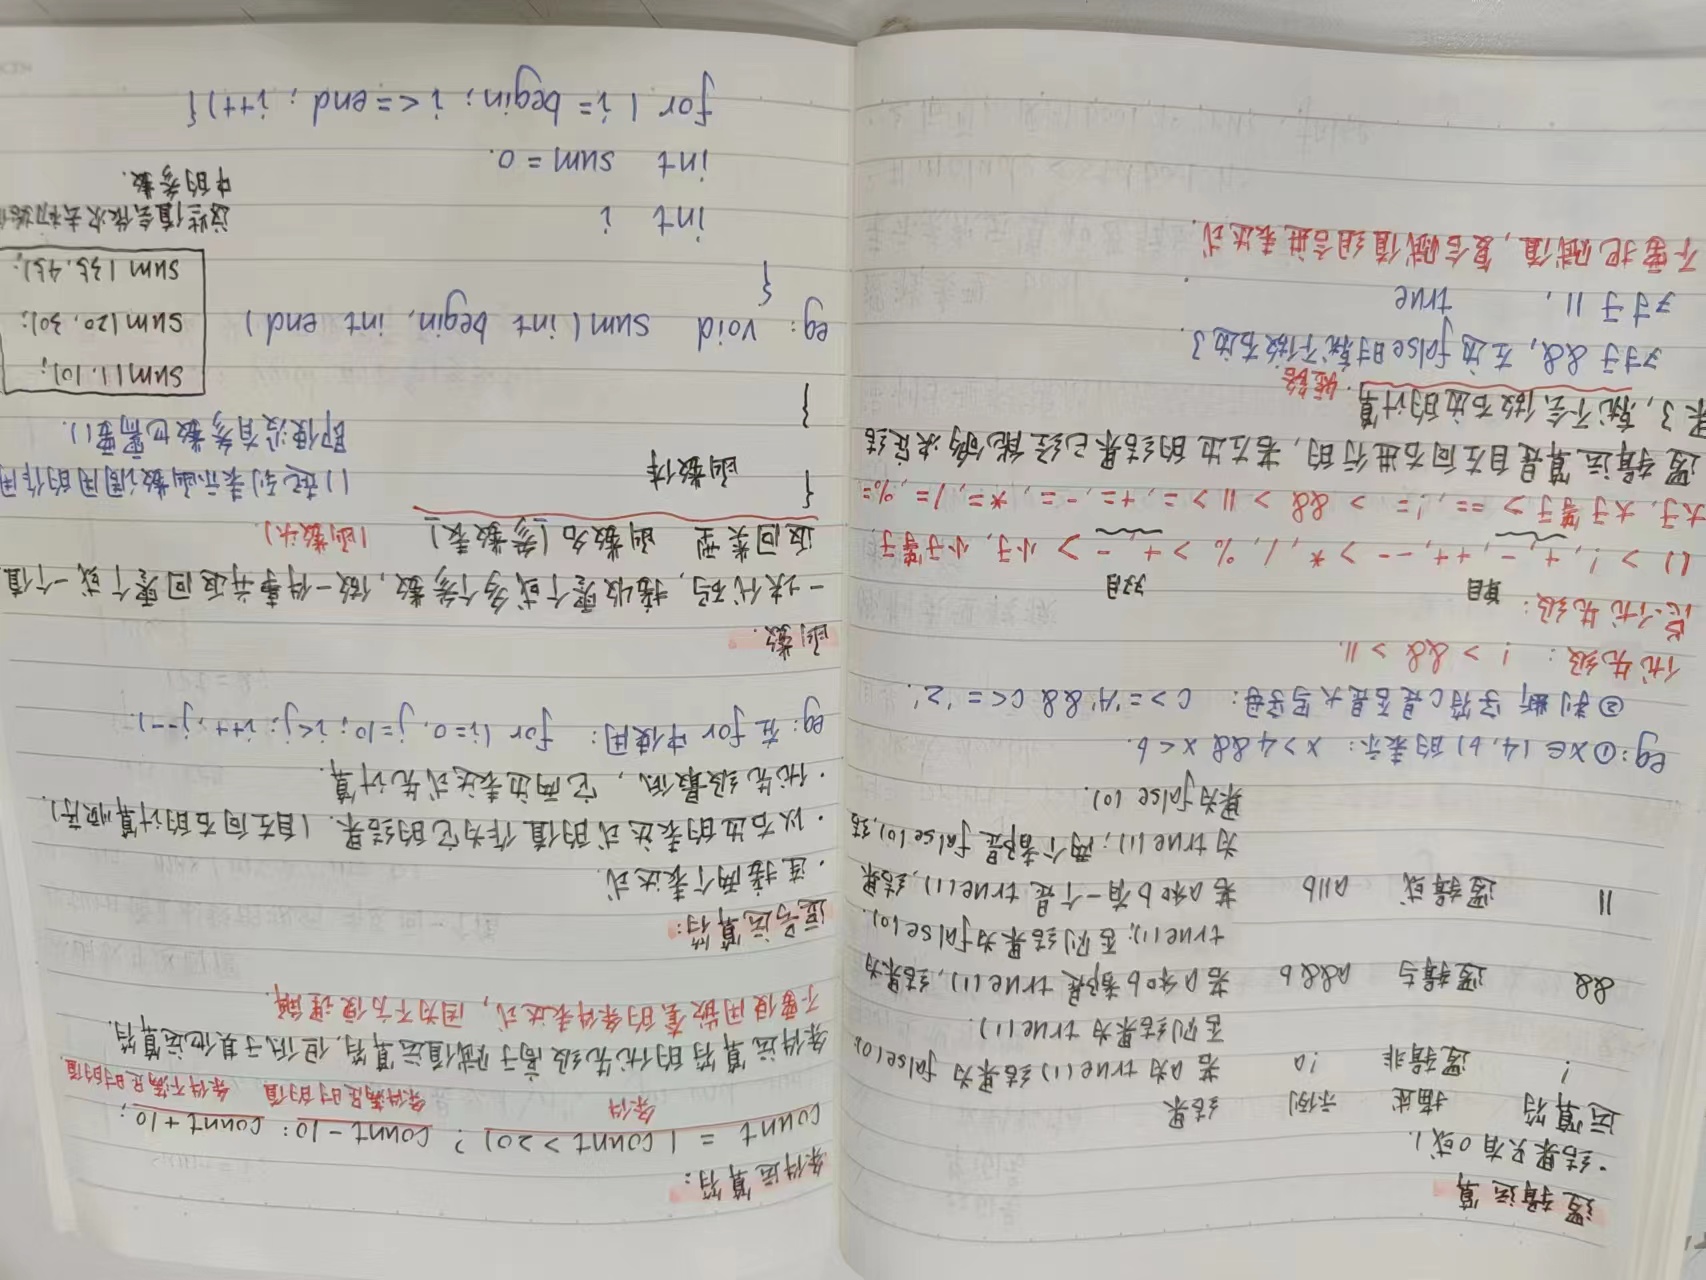 逻辑运算
·结果只有0或1.
运算符 描述 示例 结果
! 逻辑非 !a 若a为true(1)结果为false(0),
否则结果为true(1).
&& 逻辑与 a&&b 若a和b都是true(1),结果为
true(1);否则结果为false(0).
|| 逻辑或 a||b 若a和b有一个是true(1),结果
为true(1);两个都是false(0),结
果为false(0).
eg:①x∈(4,b)的表示: x>4 && x<b.
②判断字符c是否是大写字母: c>='A' && c<='Z'.
优先级: ! > && > ||.
总个优先级: 单目 双目
() > !, +, -, ++, -- > *, /, % > +, - > 小于, 小于等于,
大于, 大于等于 > ==, != > && > || > =, +=, -=, *=, /=, %=
逻辑运算是自左向右进行的,若左边的结果已经能够决定结
果了,就不会做右边的计算. 短路
对于&&,左边false时就不做右边了.
对于||, true
不要把赋值,复合赋值组合进表达式.
条件运算符:
count = (count>20)? count-10: count+10;
条件 条件满足时的值 条件不满足时的值
条件运算符的优先级高于赋值运算符,但低于其他运算符.
不要使用嵌套的条件表达式,因为不方便理解.
逗号运算符:
·连接两个表达式.
·以右边的表达式的值作为它的结果.(自左向右的计算顺序)
·优先级最低,它两边表达式先计算.
eg: 在for中使用: for (i=0, j=10; i<j; i++, j--).
函数.
一块代码,接收零个或多个参数,做一件事并返回零个或一个值
返回类型 函数名(参数表) (函数头).
{ ()起到表示函数调用的作用
函数体 即使没有参数也需要().
}
eg: void sum(int begin, int end)
{
sum(1,10);
sum(20,30);
sum(35,45);
int i
这些值会依次去初始
中的参数.
int sum=0.
for (i=begin; i<=end; i++){